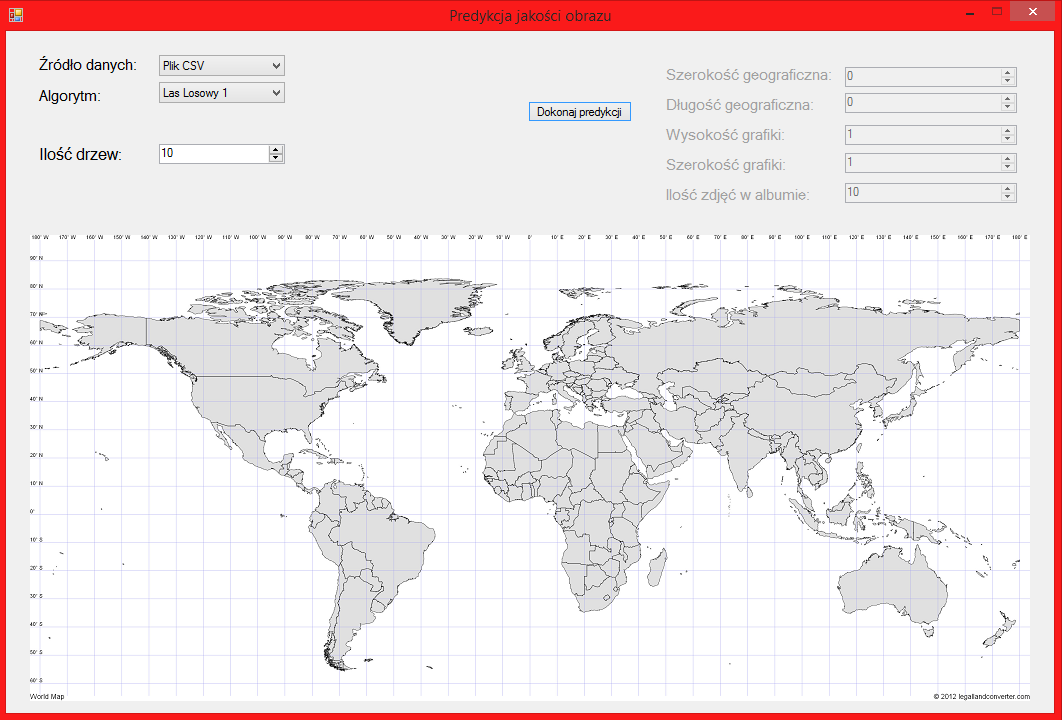 Predykcja jakości obrazu
Źródło danych: Plik CSV
Algorytm: Las Losowy 1
Ilość drzew: 10
Dokonaj predykcji
Szerokość geograficzna: 0
Długość geograficzna: 0
Wysokość grafiki: 1
Szerokość grafiki: 1
Ilość zdjęć w albumie: 10
180° W 170° W 160° W 150° W 140° W 130° W 120° W 110° W 100° W 90° W 80° W 70° W 60° W 50° W 40° W 30° W 20° W 10° W 0° 10° E 20° E 30° E 40° E 50° E 60° E 70° E 80° E 90° E 100° E 110° E 120° E 130° E 140° E 150° E 160° E 170° E 180° E
90° N
80° N
70° N
60° N
50° N
40° N
30° N
20° N
10° N
0°
10° S
20° S
30° S
40° S
50° S
60° S
World Map
© 2012 legallandconverter.com